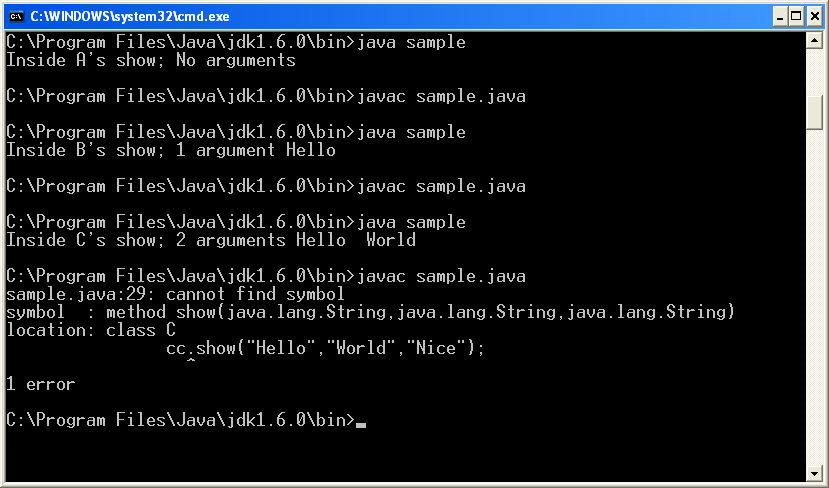 C:\WINDOWS\system32\cmd.exe
C:\Program Files\Java\jdk1.6.0\bin>java sample
Inside A's show; No arguments
C:\Program Files\Java\jdk1.6.0\bin>javac sample.java
C:\Program Files\Java\jdk1.6.0\bin>java sample
Inside B's show; 1 argument Hello
C:\Program Files\Java\jdk1.6.0\bin>javac sample.java
C:\Program Files\Java\jdk1.6.0\bin>java sample
Inside C's show; 2 arguments Hello  World
C:\Program Files\Java\jdk1.6.0\bin>javac sample.java
sample.java:29: cannot find symbol
symbol  : method show(java.lang.String,java.lang.String,java.lang.String)
location: class C
                cc.show("Hello","World","Nice");
                  ^
1 error
C:\Program Files\Java\jdk1.6.0\bin>